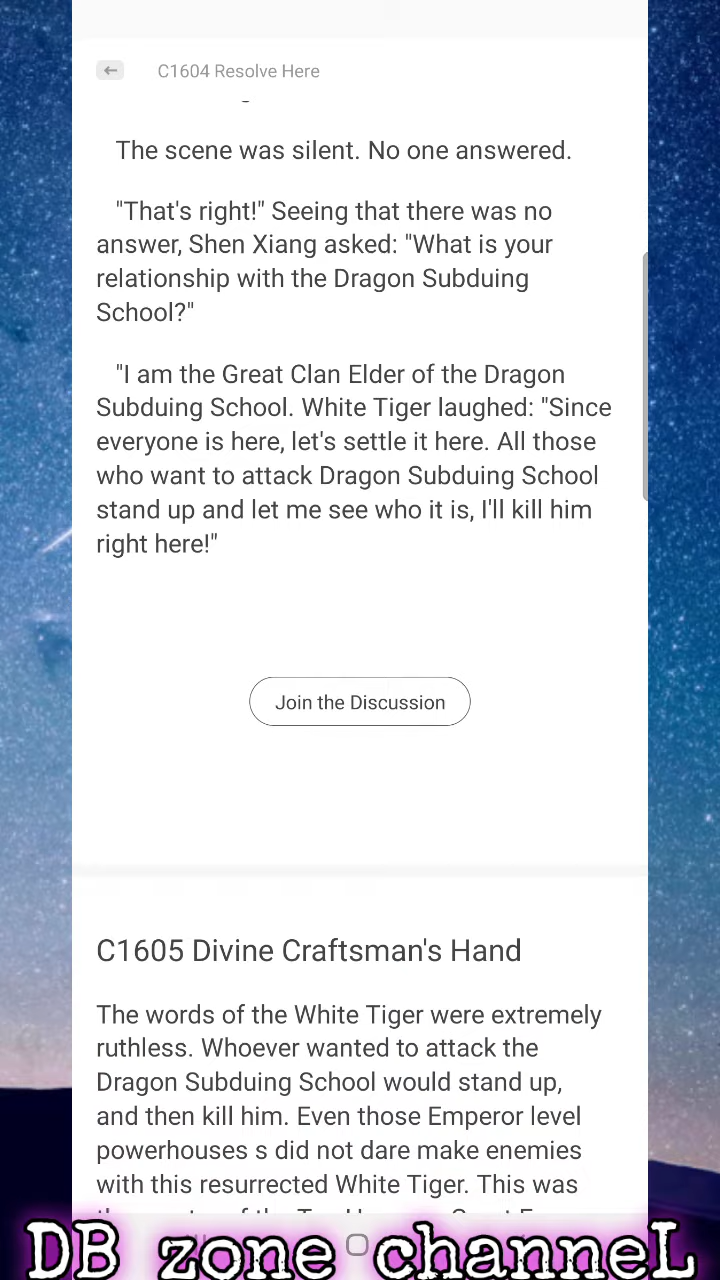 C1604 Resolve Here
The scene was silent. No one answered.
"That's right!" Seeing that there was no
answer, Shen Xiang asked: "What is your
relationship with the Dragon Subduing
School?"
"I am the Great Clan Elder of the Dragon
Subduing School. White Tiger laughed: "Since
everyone is here, let's settle it here. All those
who want to attack Dragon Subduing School
stand up and let me see who it is, I'll kill him
right here!"
Join the Discussion
C1605 Divine Craftsman's Hand
The words of the White Tiger were extremely
ruthless. Whoever wanted to attack the
Dragon Subduing School would stand up,
and then kill him. Even those Emperor level
powerhouses s did not dare make enemies
with this resurrected White Tiger. This was
DB zone channeL